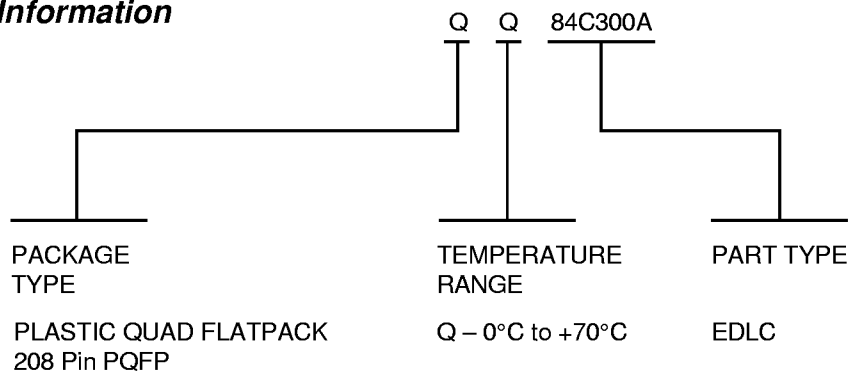 Information
Q Q 84C300A
PACKAGE
TYPE
TEMPERATURE
RANGE
PART TYPE
PLASTIC QUAD FLATPACK
208 Pin PQFP
Q – 0°C to +70°C
EDLC